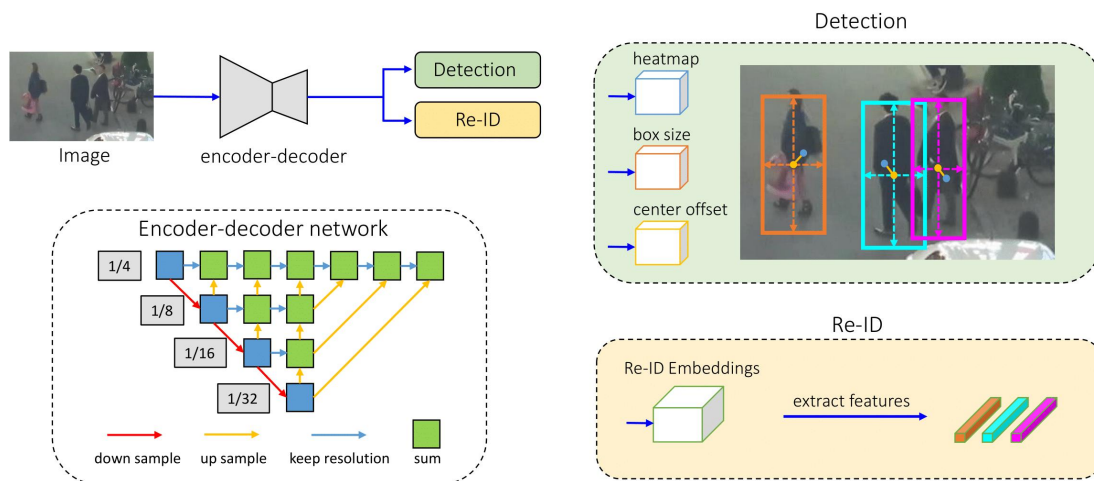 Image
encoder-decoder
Detection
Re-ID
Encoder-decoder network
1/4
1/8
1/16
1/32
down sample
up sample
keep resolution
sum
Detection
heatmap
box size
center offset
Re-ID
Re-ID Embeddings
extract features